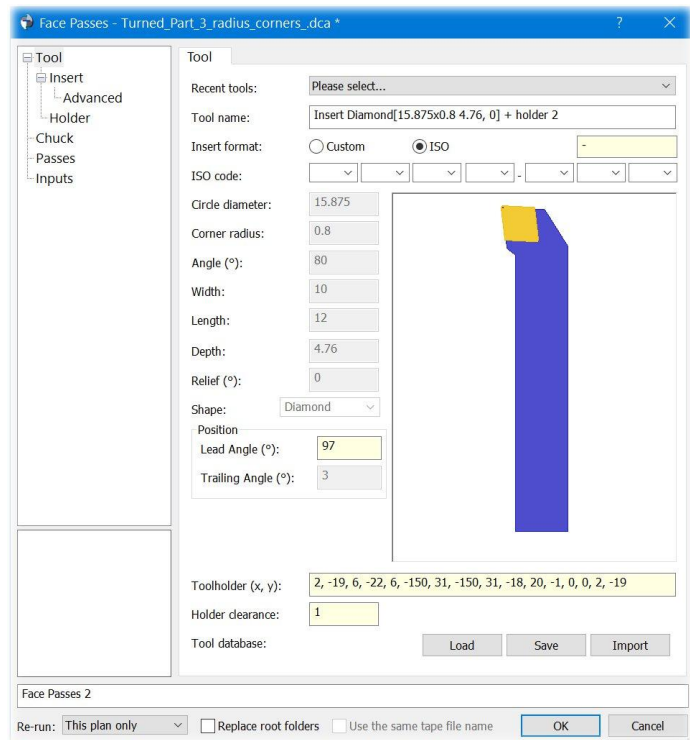 Face Passes - Turned_Part_3_radius_corners_.dca *
Tool
Insert
Advanced
Holder
Chuck
Passes
Inputs
Tool
Recent tools: Please select...
Tool name: Insert Diamond[15.875x0.8 4.76, 0] + holder 2
Insert format: Custom ISO -
ISO code: -
Circle diameter: 15.875
Corner radius: 0.8
Angle (º): 80
Width: 10
Length: 12
Depth: 4.76
Relief (º): 0
Shape: Diamond
Position
Lead Angle (º): 97
Trailing Angle (º): 3
Toolholder (x, y): 2, -19, 6, -22, 6, -150, 31, -150, 31, -18, 20, -1, 0, 0, 2, -19
Holder clearance: 1
Tool database: Load Save Import
Face Passes 2
Re-run: This plan only Replace root folders Use the same tape file name OK Cancel